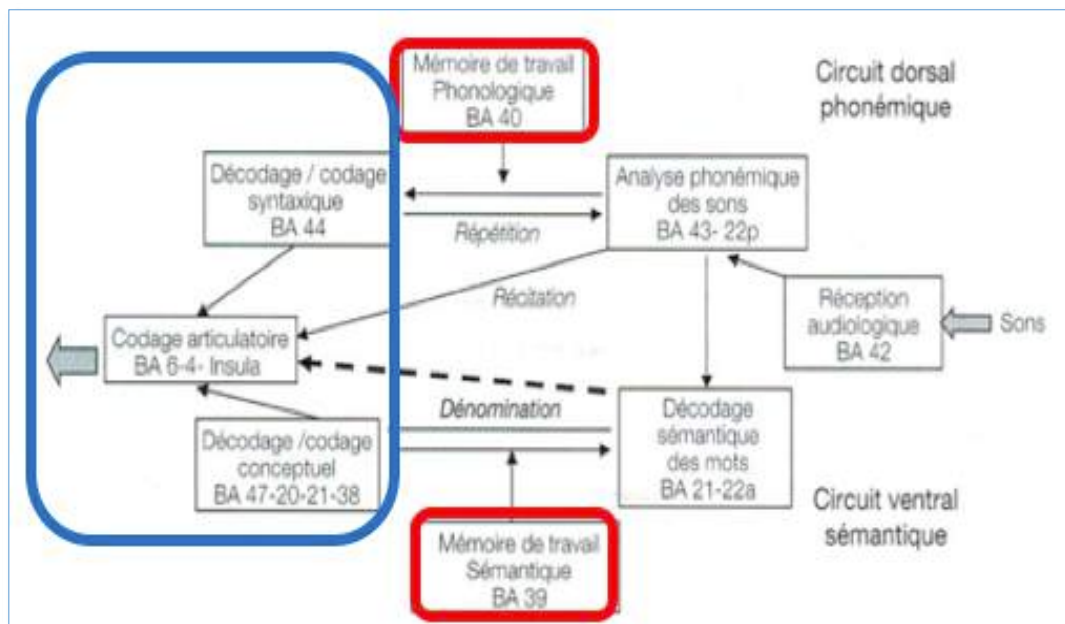 Mémoire de travail
Phonologique
BA 40
Circuit dorsal
phonémique
Décodage / codage
syntaxique
BA 44
Analyse phonémique
des sons
BA 43- 22p
Répétition
Récitation
Réception
audiologique
BA 42
Sons
Codage articulatoire
BA 6-4- Insula
Dénomination
Décodage /codage
conceptuel
BA 47-20-21-38
Décodage
sémantique
des mots
BA 21-22a
Circuit ventral
sémantique
Mémoire de travail
Sémantique
BA 39